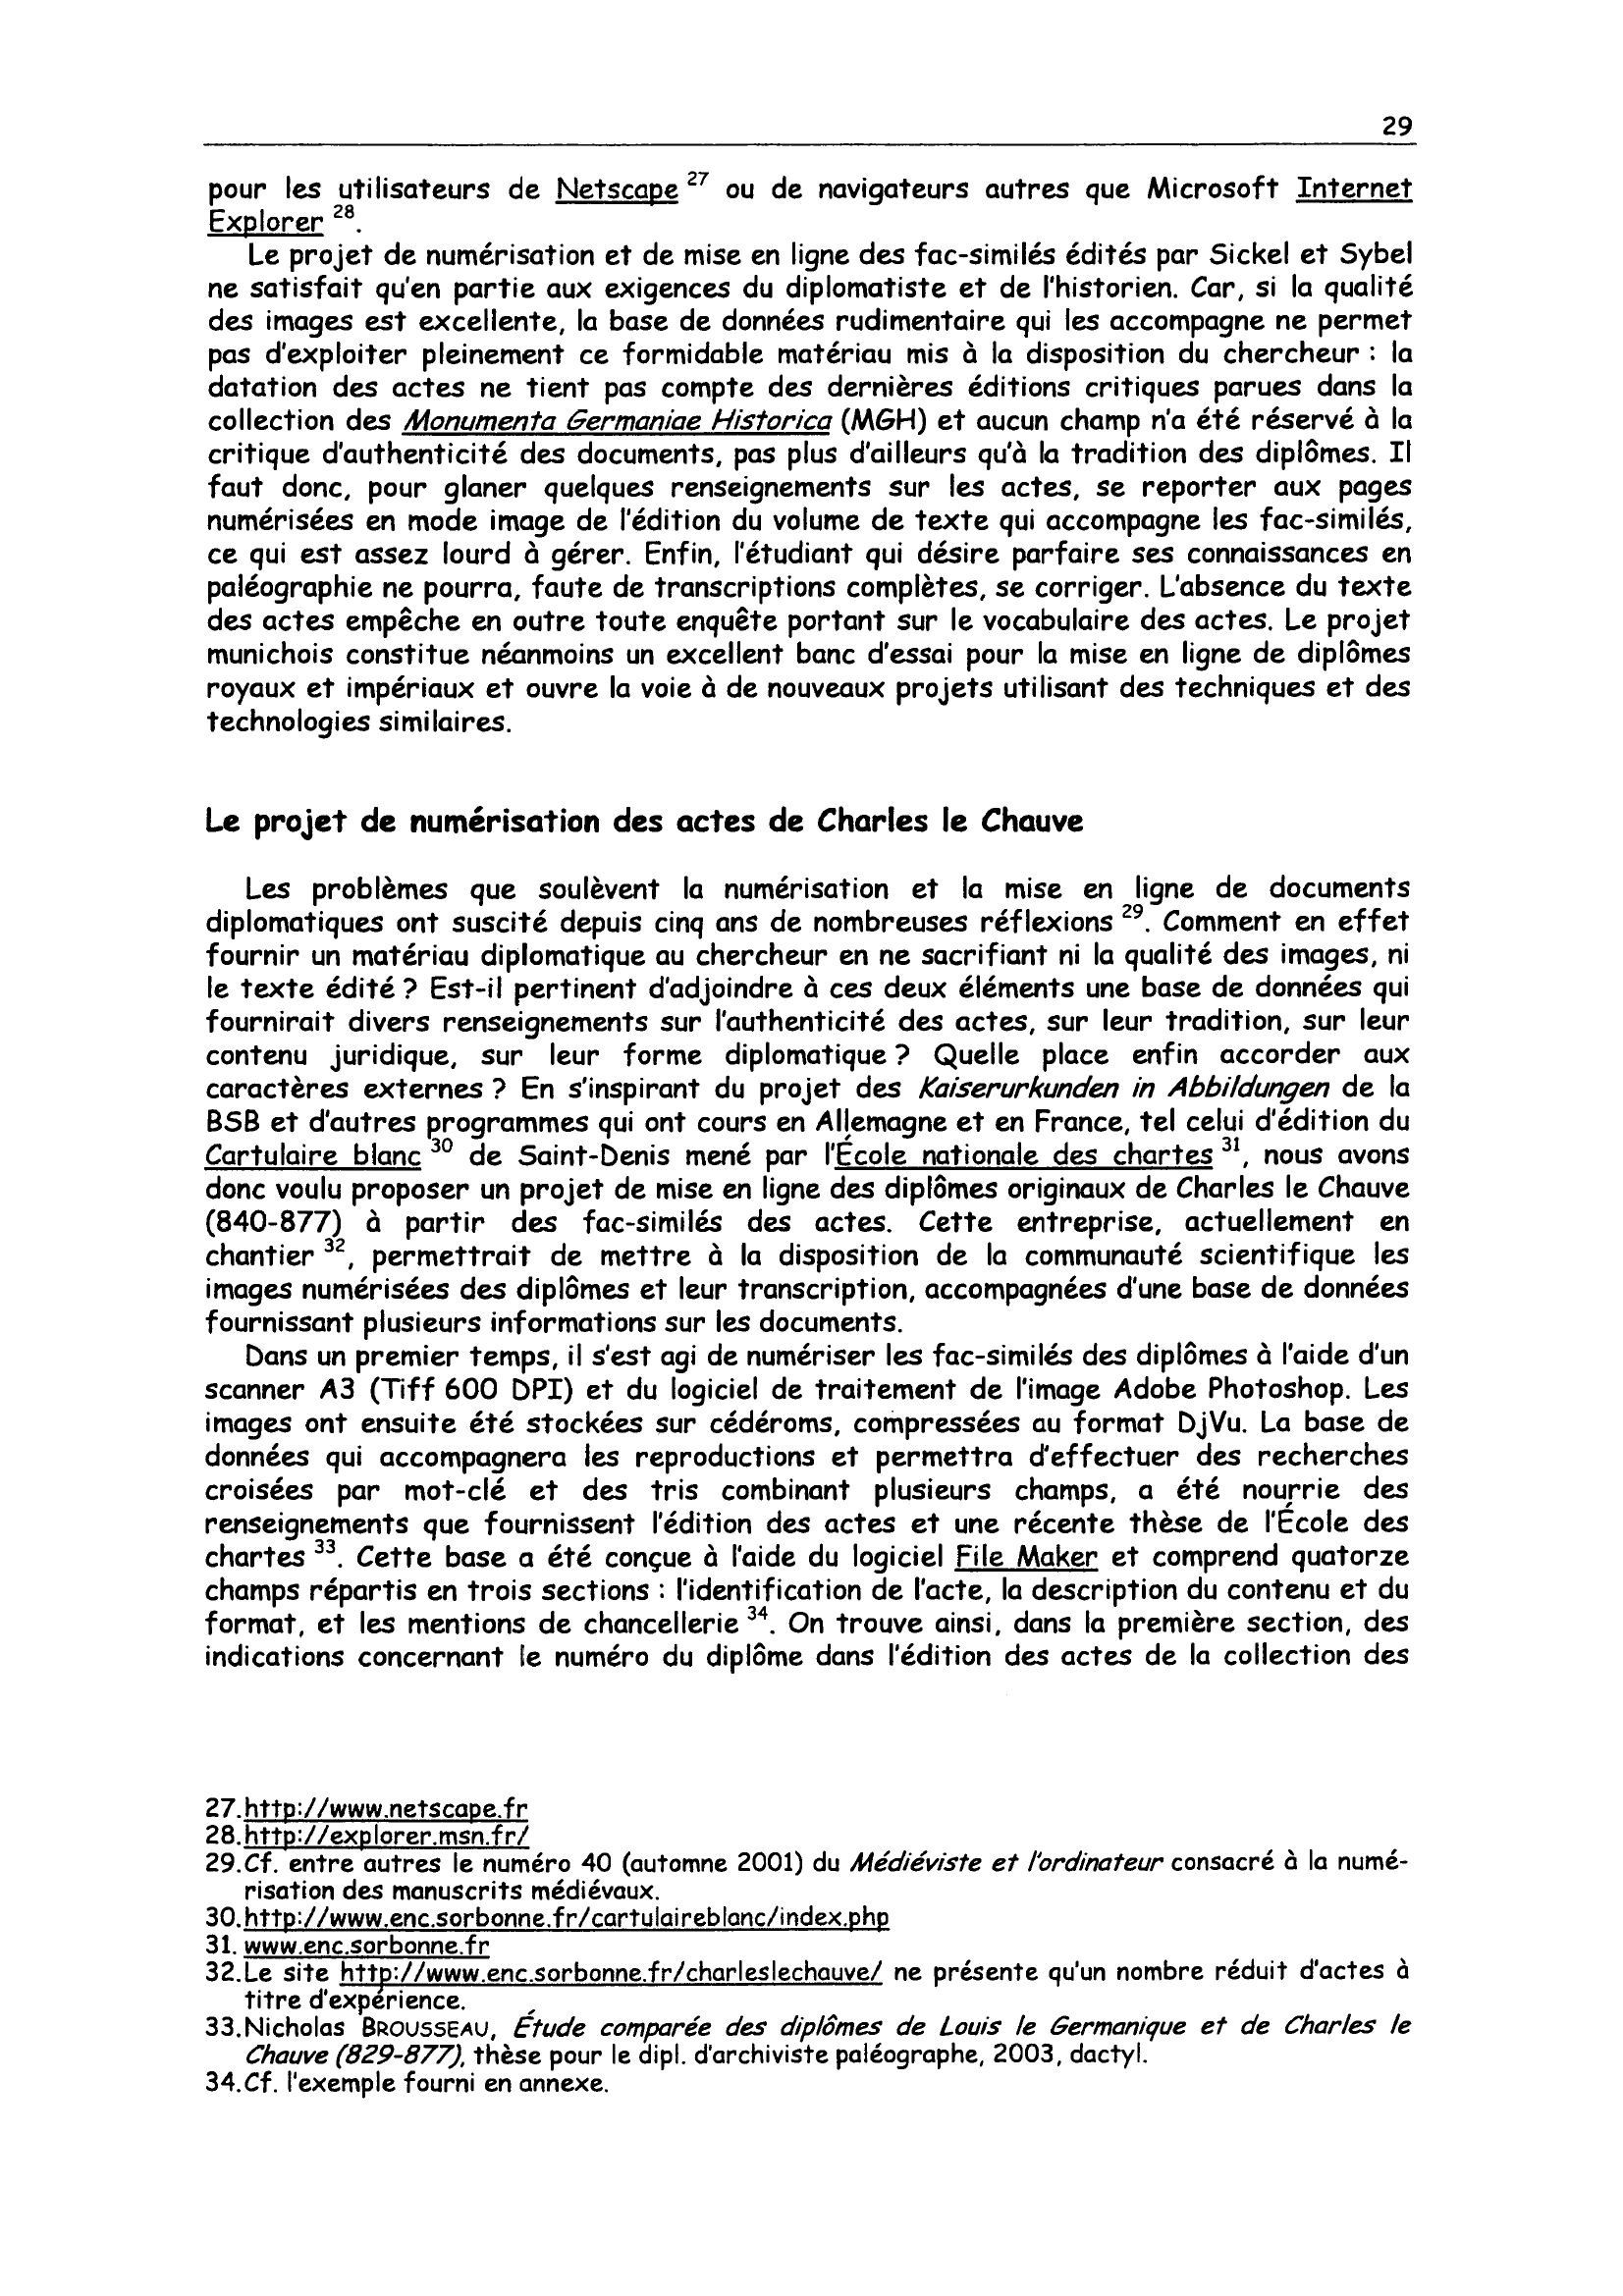 29
pour les utilisateurs de Netscape 27 ou de navigateurs autres que Microsoft Internet
Explorer 28.
Le projet de numérisation et de mise en ligne des fac-similés édités par Sickel et Sybel
ne satisfait qu'en partie aux exigences du diplomatiste et de l'historien. Car, si la qualité
des images est excellente, la base de données rudimentaire qui les accompagne ne permet
pas d'exploiter pleinement ce formidable matériau mis à la disposition du chercheur : la
datation des actes ne tient pas compte des dernières éditions critiques parues dans la
collection des Monumenta Germaniae Historica (MGH) et aucun champ n'a été réservé à la
critique d'authenticité des documents, pas plus d'ailleurs qu'à la tradition des diplômes. Il
faut donc, pour glaner quelques renseignements sur les actes, se reporter aux pages
numérisées en mode image de l'édition du volume de texte qui accompagne les fac-similés,
ce qui est assez lourd à gérer. Enfin, l'étudiant qui désire parfaire ses connaissances en
paléographie ne pourra, faute de transcriptions complètes, se corriger. L'absence du texte
des actes empêche en outre toute enquête portant sur le vocabulaire des actes. Le projet
munichois constitue néanmoins un excellent banc d'essai pour la mise en ligne de diplômes
royaux et impériaux et ouvre la voie à de nouveaux projets utilisant des techniques et des
technologies similaires.
Le projet de numérisation des actes de Charles le Chauve
Les problèmes que soulèvent la numérisation et la mise en ligne de documents
diplomatiques ont suscité depuis cinq ans de nombreuses réflexions 29. Comment en effet
fournir un matériau diplomatique au chercheur en ne sacrifiant ni la qualité des images, ni
le texte édité ? Est-il pertinent d'adjoindre à ces deux éléments une base de données qui
fournirait divers renseignements sur l'authenticité des actes, sur leur tradition, sur leur
contenu juridique, sur leur forme diplomatique ? Quelle place enfin accorder aux
caractères externes ? En s'inspirant du projet des Kaiserurkunden in Abbildungen de la
BSB et d'autres programmes qui ont cours en Allemagne et en France, tel celui d'édition du
Cartulaire blanc 30 de Saint-Denis mené par l'École nationale des chartes 31, nous avons
donc voulu proposer un projet de mise en ligne des diplômes originaux de Charles le Chauve
(840-877) à partir des fac-similés des actes. Cette entreprise, actuellement en
chantier 32, permettrait de mettre à la disposition de la communauté scientifique les
images numérisées des diplômes et leur transcription, accompagnées d'une base de données
fournissant plusieurs informations sur les documents.
Dans un premier temps, il s'est agi de numériser les fac-similés des diplômes à l'aide d'un
scanner A3 (Tiff 600 DPI) et du logiciel de traitement de l'image Adobe Photoshop. Les
images ont ensuite été stockées sur cédéroms, compressées au format DjVu. La base de
données qui accompagnera les reproductions et permettra d'effectuer des recherches
croisées par mot-clé et des tris combinant plusieurs champs, a été nourrie des
renseignements que fournissent l'édition des actes et une récente thèse de l'École des
chartes 33. Cette base a été conçue à l'aide du logiciel File Maker et comprend quatorze
champs répartis en trois sections : l'identification de l'acte, la description du contenu et du
format, et les mentions de chancellerie 34. On trouve ainsi, dans la première section, des
indications concernant le numéro du diplôme dans l'édition des actes de la collection des
27.http://www.netscape.fr
28.http://explorer.msn.fr/
29.Cf. entre autres le numéro 40 (automne 2001) du Médiéviste et l'ordinateur consacré à la numé-
risation des manuscrits médiévaux.
30.http://www.enc.sorbonne.fr/cartulaireblanc/index.php
31. www.enc.sorbonne.fr
32.Le site http://www.enc.sorbonne.fr/charleslechauve/ ne présente qu'un nombre réduit d'actes à
titre d'expérience.
33.Nicholas BROUSSEAU, Étude comparée des diplômes de Louis le Germanique et de Charles le
Chauve (829-877), thèse pour le dipl. d'archiviste paléographe, 2003, dactyl.
34.Cf. l'exemple fourni en annexe.